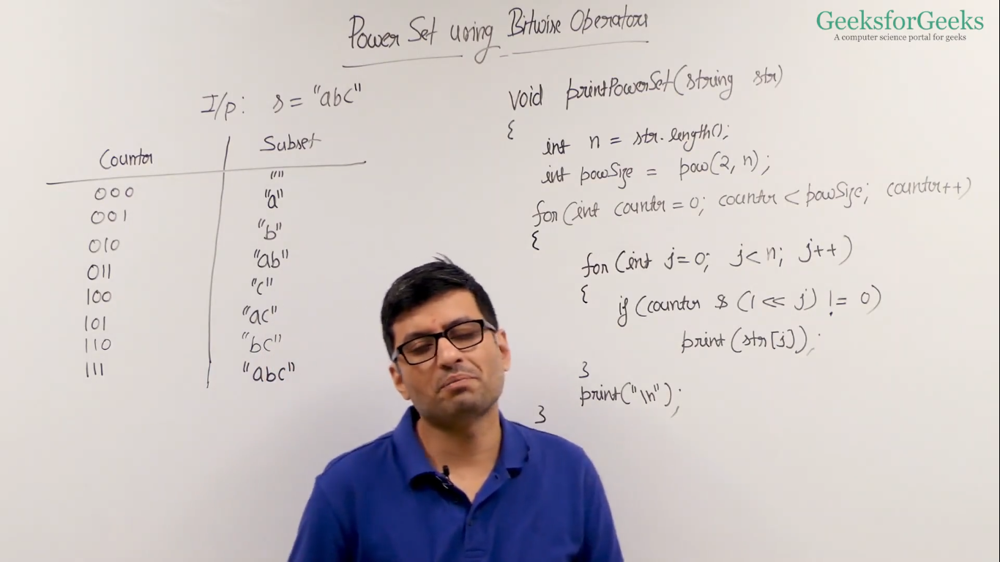 GeeksforGeeks
A computer science portal for geeks
Power Set using Bitwise Operators
I/p: s = "abc"
Counter Subset
000 ""
001 "a"
010 "b"
011 "ab"
100 "c"
101 "ac"
110 "bc"
111 "abc"
void printPowerSet(string str)
{
int n = str.length();
int powSize = pow(2, n);
for(int counter = 0; counter < powSize; counter++)
{
for(int j=0; j<n; j++)
{
if (counter & (1 << j) != 0)
print (str[j]);
}
print("\n");
}